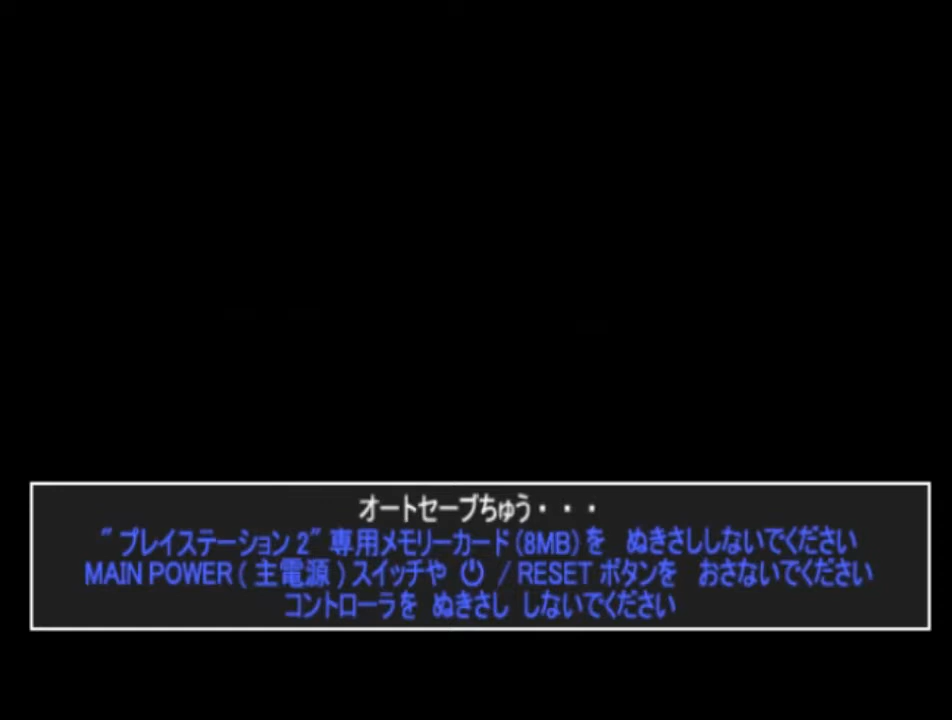 オートセーブちゅう・・・
"プレイステーション 2" 専用メモリーカード(8MB)を ぬきさししないでください
MAIN POWER ( 主電源 ) スイッチや ⏻ / RESET ボタンを おさないでください
コントローラを ぬきさし しないでください